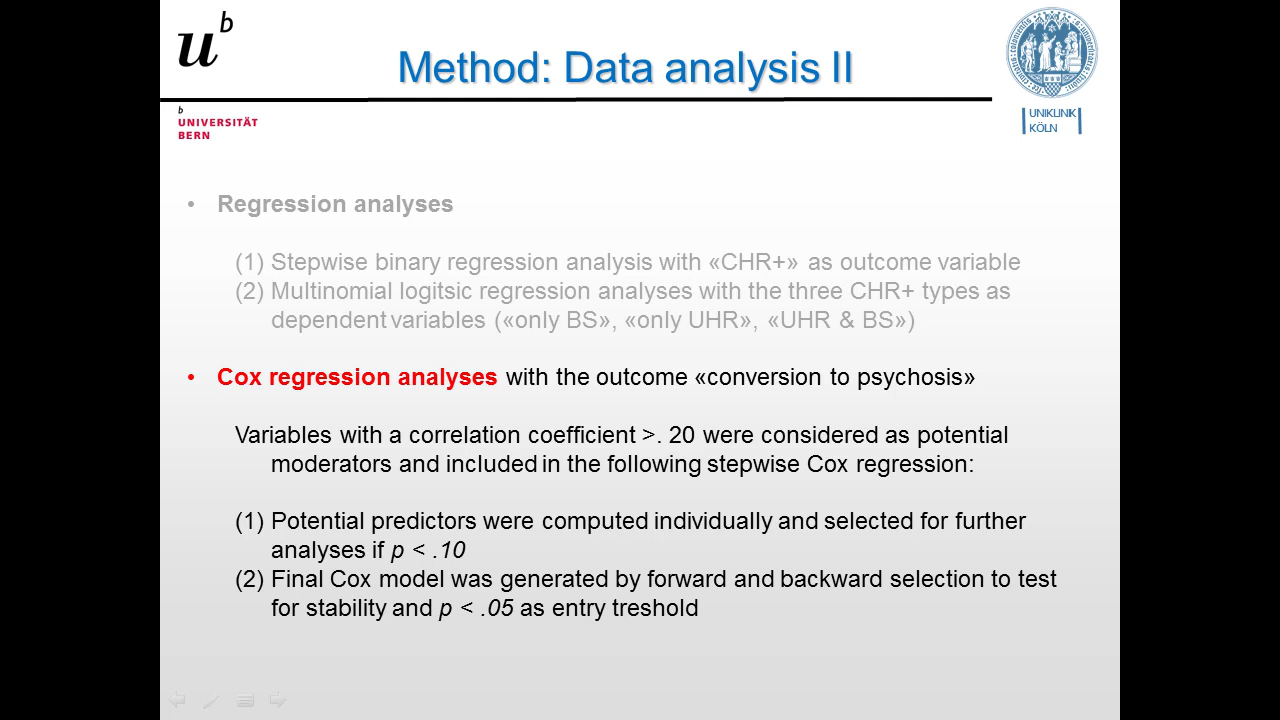 u b
Method: Data analysis II
b
UNIVERSITÄT
BERN
UNIKLINIK
KÖLN
• Regression analyses
(1) Stepwise binary regression analysis with «CHR+» as outcome variable
(2) Multinomial logitsic regression analyses with the three CHR+ types as
dependent variables («only BS», «only UHR», «UHR & BS»)
• Cox regression analyses with the outcome «conversion to psychosis»
Variables with a correlation coefficient >. 20 were considered as potential
moderators and included in the following stepwise Cox regression:
(1) Potential predictors were computed individually and selected for further
analyses if p < .10
(2) Final Cox model was generated by forward and backward selection to test
for stability and p < .05 as entry treshold